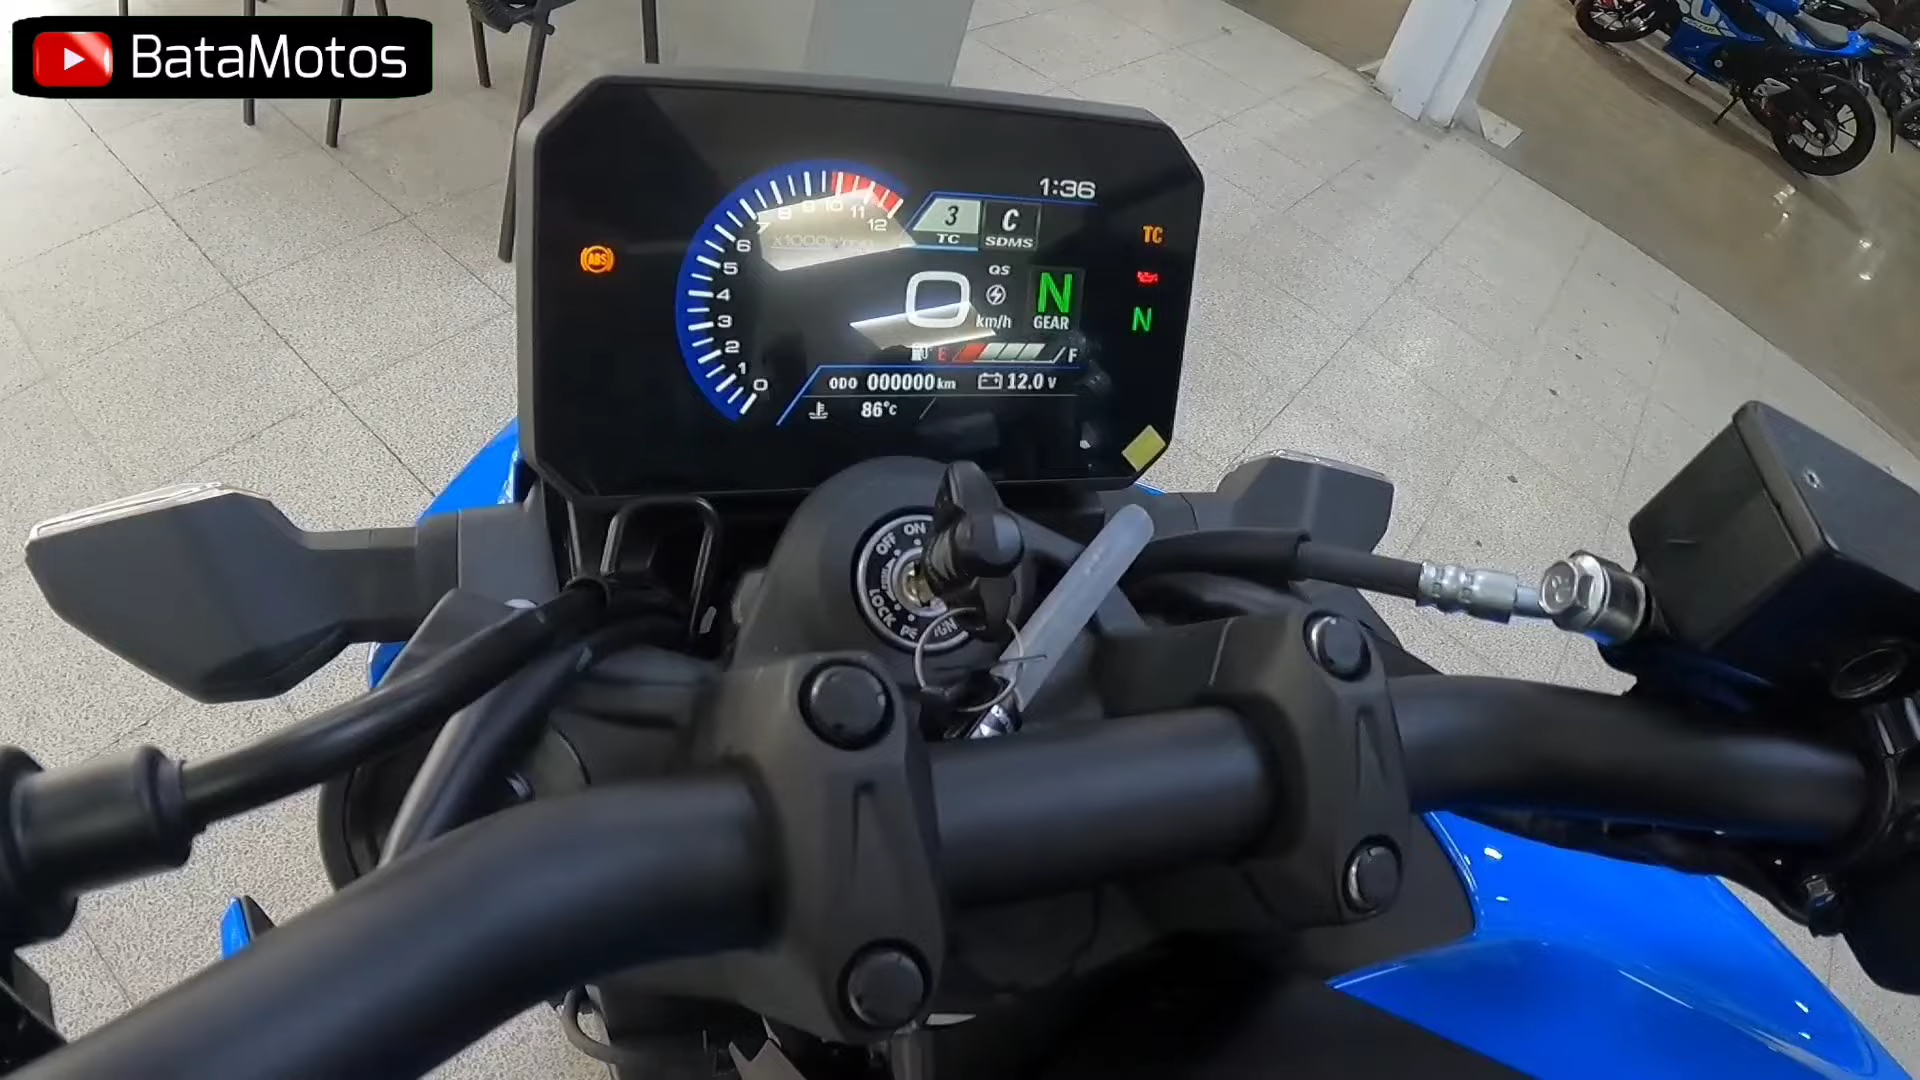 BataMotos
1:36
3
TC
C
SDMS
TC
ABS
12
11
10
9
8
7
6
5
4
3
2
1
0
0
km/h
QS
N
GEAR
N
E
F
ODO 000000 km
12.0 V
86°C
ON
OFF
LOCK